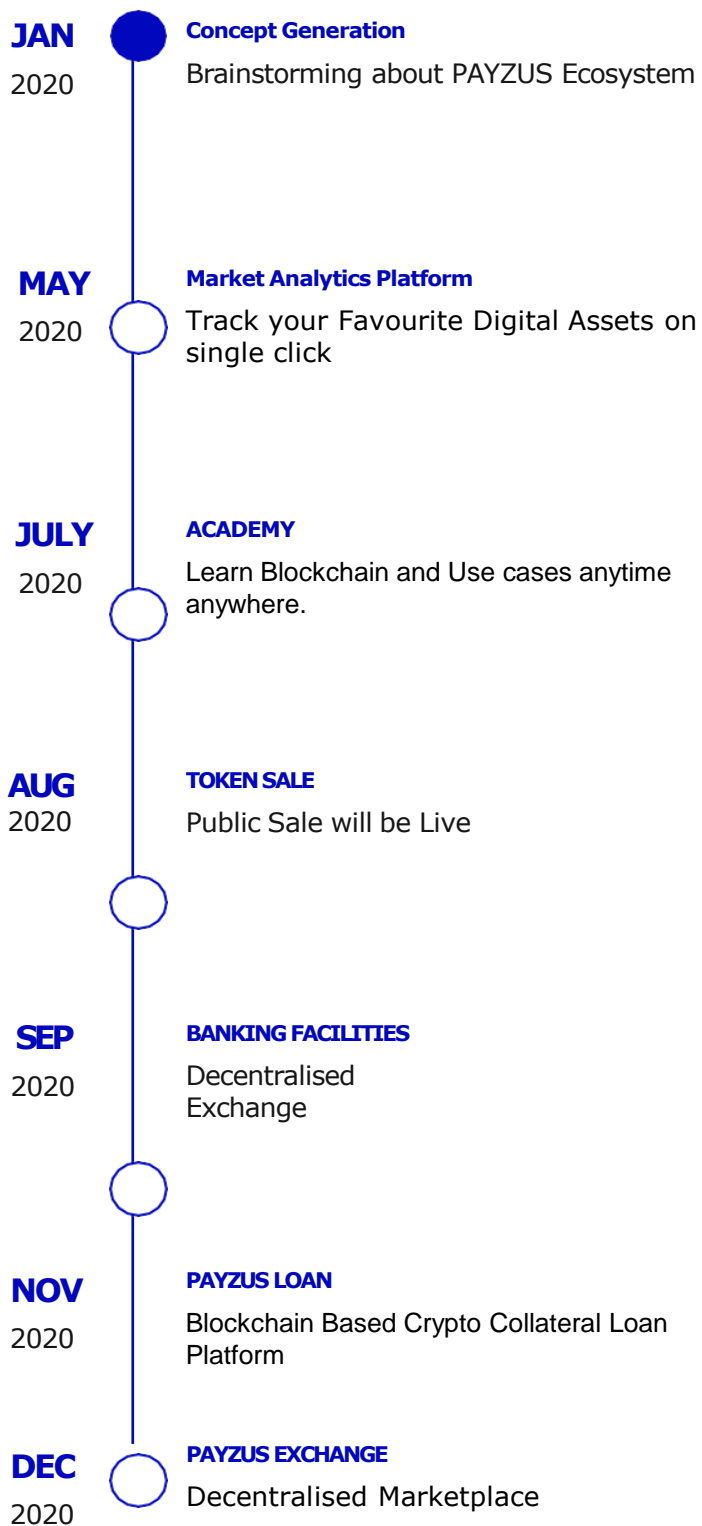 JAN
2020
Concept Generation
Brainstorming about PAYZUS Ecosystem
MAY
2020
Market Analytics Platform
Track your Favourite Digital Assets on
single click
JULY
2020
ACADEMY
Learn Blockchain and Use cases anytime
anywhere.
AUG
2020
TOKEN SALE
Public Sale will be Live
SEP
2020
BANKING FACILITIES
Decentralised
Exchange
NOV
2020
PAYZUS LOAN
Blockchain Based Crypto Collateral Loan
Platform
DEC
2020
PAYZUS EXCHANGE
Decentralised Marketplace